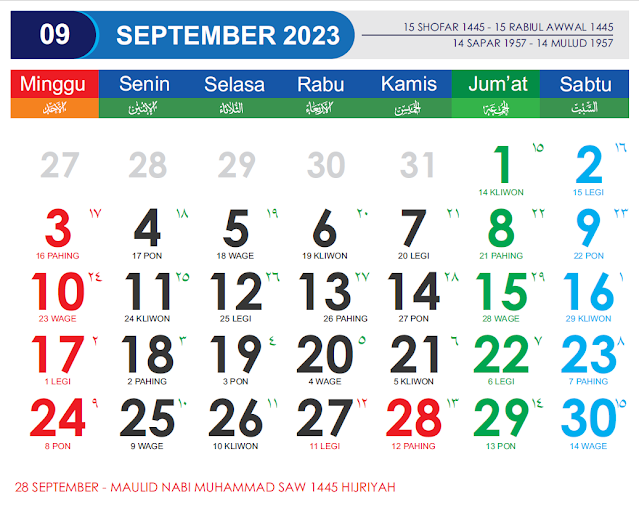 09 SEPTEMBER 2023
15 SHOFAR 1445 - 15 RABIUL AWWAL 1445
14 SAPAR 1957 - 14 MULUD 1957
Minggu Senin Selasa Rabu Kamis Jum'at Sabtu
الأحد الإثنين الثلاثاء الأربعاء الخميس الجمعة السبت
27 28 29 30 31 1 ١٥ 2 ١٦
14 KLIWON 15 LEGI
3 ١٧ 4 ١٨ 5 ١٩ 6 ٢٠ 7 ٢١ 8 ٢٢ 9 ٢٣
16 PAHING 17 PON 18 WAGE 19 KLIWON 20 LEGI 21 PAHING 22 PON
10 ٢٤ 11 ٢٥ 12 ٢٦ 13 ٢٧ 14 ٢٨ 15 ٢٩ 16 ١
23 WAGE 24 KLIWON 25 LEGI 26 PAHING 27 PON 28 WAGE 29 KLIWON
17 ٢ 18 ٣ 19 ٤ 20 ٥ 21 ٦ 22 ٧ 23 ٨
1 LEGI 2 PAHING 3 PON 4 WAGE 5 KLIWON 6 LEGI 7 PAHING
24 ٩ 25 ١٠ 26 ١١ 27 ١٢ 28 ١٣ 29 ١٤ 30 ١٥
8 PON 9 WAGE 10 KLIWON 11 LEGI 12 PAHING 13 PON 14 WAGE
28 SEPTEMBER - MAULID NABI MUHAMMAD SAW 1445 HIJRIYAH